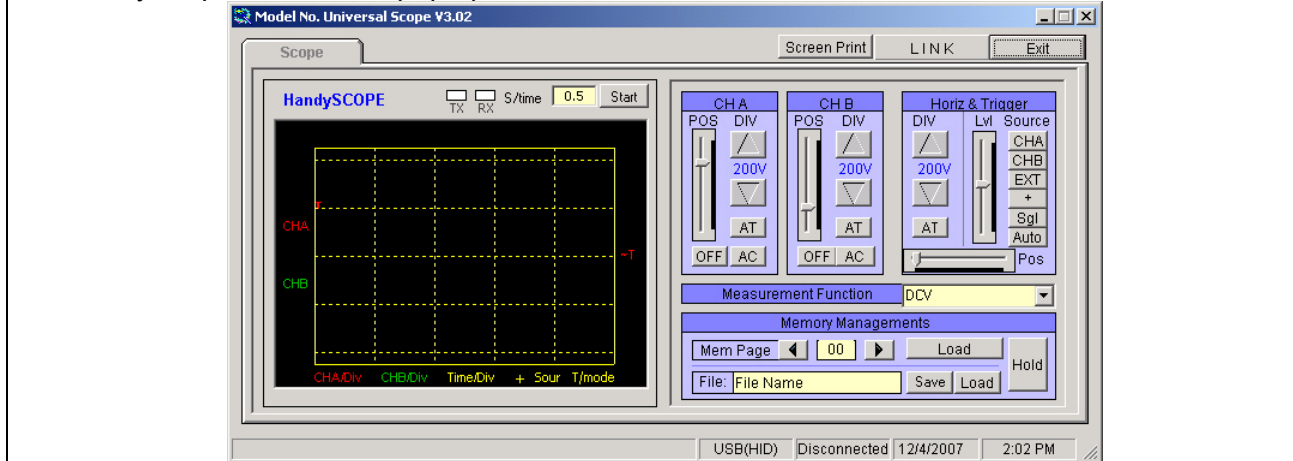 Model No. Universal Scope V3.02
Scope
Screen Print
LINK
Exit
HandySCOPE
TX RX
S/time 0.5 Start
CHA
CHB
T
~T
CHA/Div CHB/Div Time/Div + Sour T/mode
CH A
POS DIV
200V
AT
OFF AC
CH B
POS DIV
200V
AT
OFF AC
Horiz & Trigger
DIV Lvl Source
200V
AT
CHA
CHB
EXT
+
Sgl
Auto
Pos
Measurement Function DCV
Memory Managements
Mem Page 00 Load
Hold
File: File Name Save Load
USB(HID) Disconnected 12/4/2007 2:02 PM